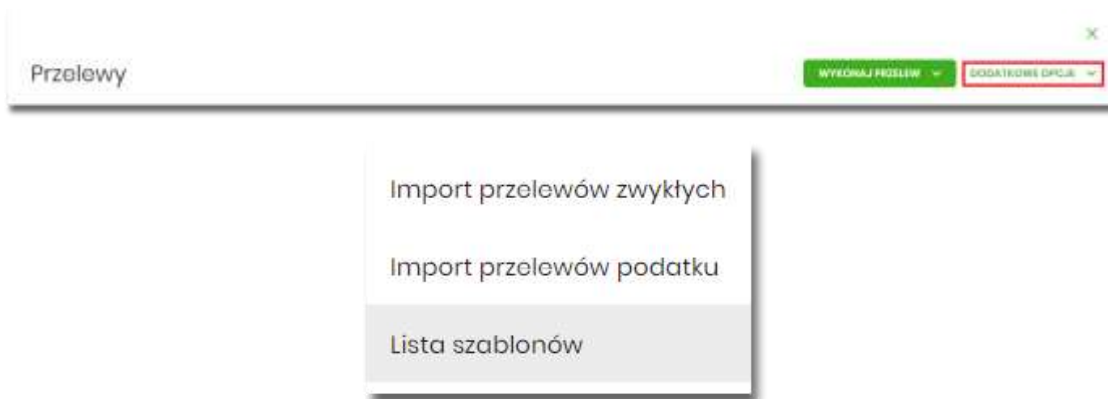 Przelewy
WYKONAJ PRZELEW
DODATKOWE OPCJE
Import przelewów zwykłych
Import przelewów podatku
Lista szablonów